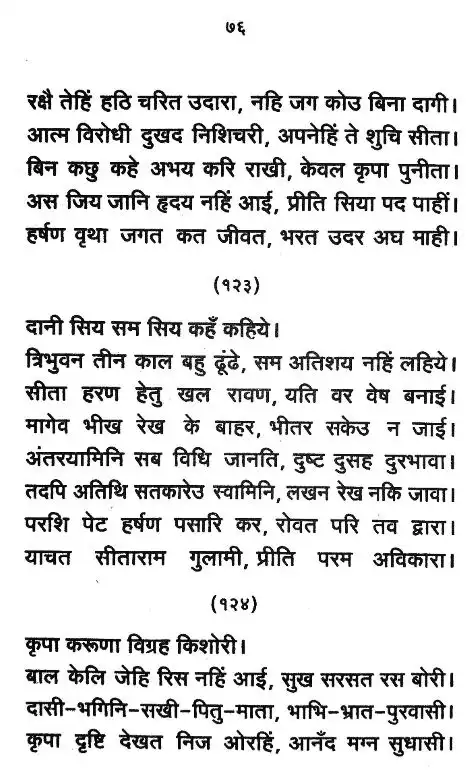 ७६
रक्षै तेहिं हठि चरित उदारा, नहि जग कोउ बिना दागी।
आत्म विरोधी दुखद निशिचरी, अपनेहिं ते शुचि सीता।
बिन कछु कहे अभय करि राखी, केवल कृपा पुनीता।
अस जिय जानि हृदय नहिं आई, प्रीति सिया पद पाहीं।
हर्षण वृथा जगत कत जीवत, भरत उदर अघ माही।
(१२३)
दानी सिय सम सिय कहँ कहिये।
त्रिभुवन तीन काल बहु ढूंढे, सम अतिशय नहिं लहिये।
सीता हरण हेतु खल रावण, यति वर वेष बनाई।
मागेव भीख रेख के बाहर, भीतर सकेउ न जाई।
अंतरयामिनि सब विधि जानति, दुष्ट दुसह दुरभावा।
तदपि अतिथि सतकारेउ स्वामिनि, लखन रेख नकि जावा।
परशि पेट हर्षण पसारि कर, रोवत परि तव द्वारा।
याचत सीताराम गुलामी, प्रीति परम अविकारा।
(१२४)
कृपा करूणा विग्रह किशोरी।
बाल केलि जेहि रिस नहिं आई, सुख सरसत रस बोरी।
दासी-भगिनि-सखी-पितु-माता, भाभि-भ्रात-पुरवासी।
कृपा दृष्टि देखत निज ओरहिं, आनँद मग्न सुधासी।